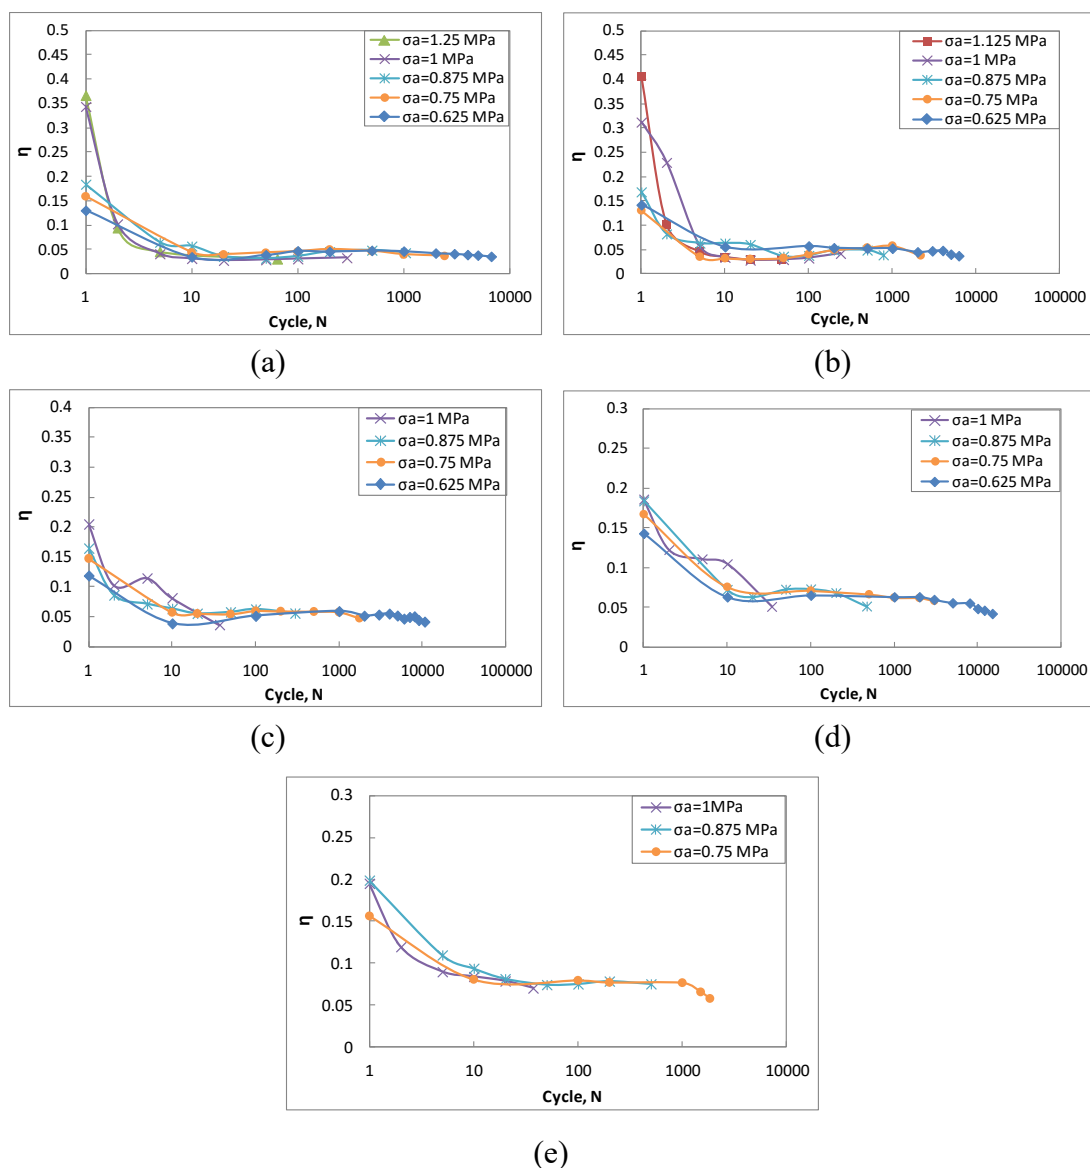 0.5
0.45
0.4
0.35
0.3
0.25
0.2
0.15
0.1
0.05
0
η
1 10 100 1000 10000
Cycle, N
σa=1.25 MPa
σa=1 MPa
σa=0.875 MPa
σa=0.75 MPa
σa=0.625 MPa
(a)
0.5
0.45
0.4
0.35
0.3
0.25
0.2
0.15
0.1
0.05
0
η
1 10 100 1000 10000 100000
Cycle, N
σa=1.125 MPa
σa=1 MPa
σa=0.875 MPa
σa=0.75 MPa
σa=0.625 MPa
(b)
0.4
0.35
0.3
0.25
0.2
0.15
0.1
0.05
0
η
1 10 100 1000 10000 100000
Cycle, N
σa=1 MPa
σa=0.875 MPa
σa=0.75 MPa
σa=0.625 MPa
(c)
0.3
0.25
0.2
0.15
0.1
0.05
0
η
1 10 100 1000 10000 100000
Cycle, N
σa=1 MPa
σa=0.875 MPa
σa=0.75 MPa
σa=0.625 MPa
(d)
0.3
0.25
0.2
0.15
0.1
0.05
0
η
1 10 100 1000 10000
Cycle, N
σa=1MPa
σa=0.875 MPa
σa=0.75 MPa
(e)